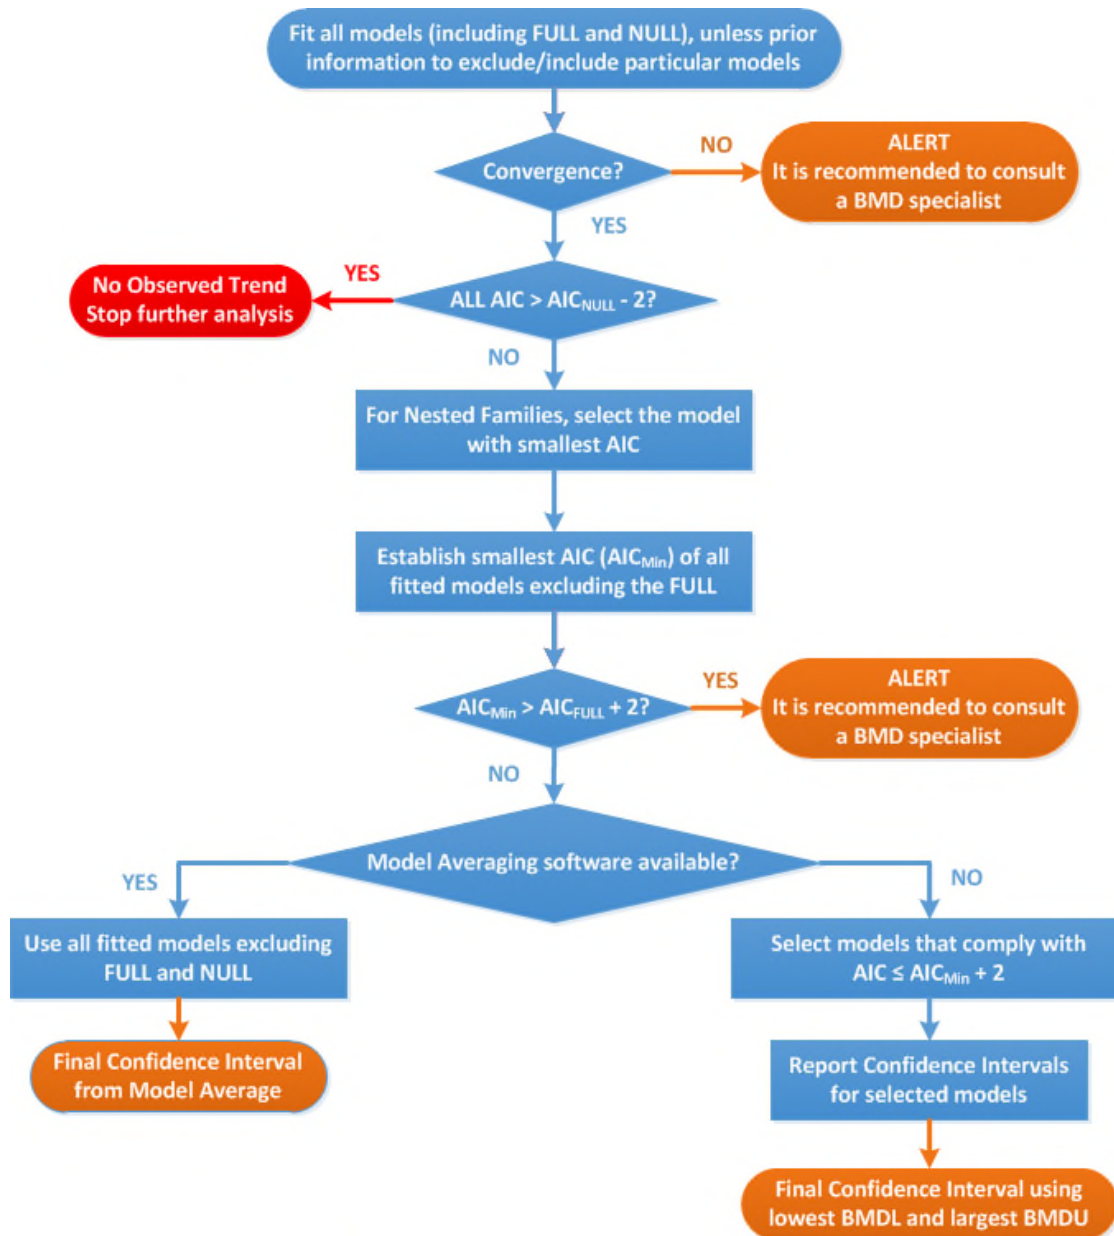 Fit all models (including FULL and NULL), unless prior
information to exclude/include particular models
Convergence?
NO
ALERT
It is recommended to consult
a BMD specialist
YES
ALL AIC > AICNULL - 2?
YES
No Observed Trend
Stop further analysis
NO
For Nested Families, select the model
with smallest AIC
Establish smallest AIC (AICMin) of all
fitted models excluding the FULL
AICMin > AICFULL + 2?
YES
ALERT
It is recommended to consult
a BMD specialist
NO
Model Averaging software available?
YES
Use all fitted models excluding
FULL and NULL
Final Confidence Interval
from Model Average
NO
Select models that comply with
AIC ≤ AICMin + 2
Report Confidence Intervals
for selected models
Final Confidence Interval using
lowest BMDL and largest BMDU